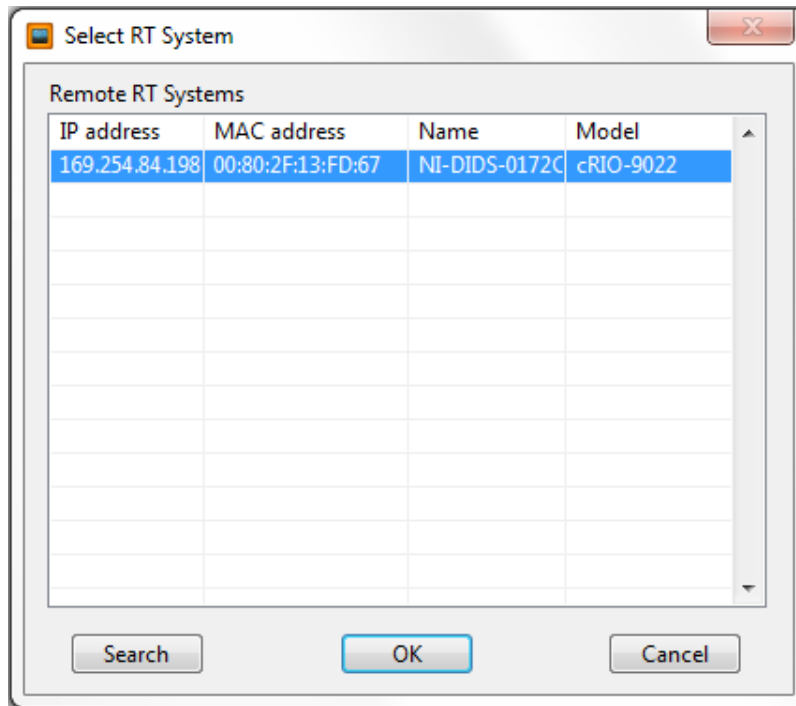 Select RT System
Remote RT Systems
IP address MAC address Name Model
169.254.84.198 00:80:2F:13:FD:67 NI-DIDS-0172C cRIO-9022
Search OK Cancel